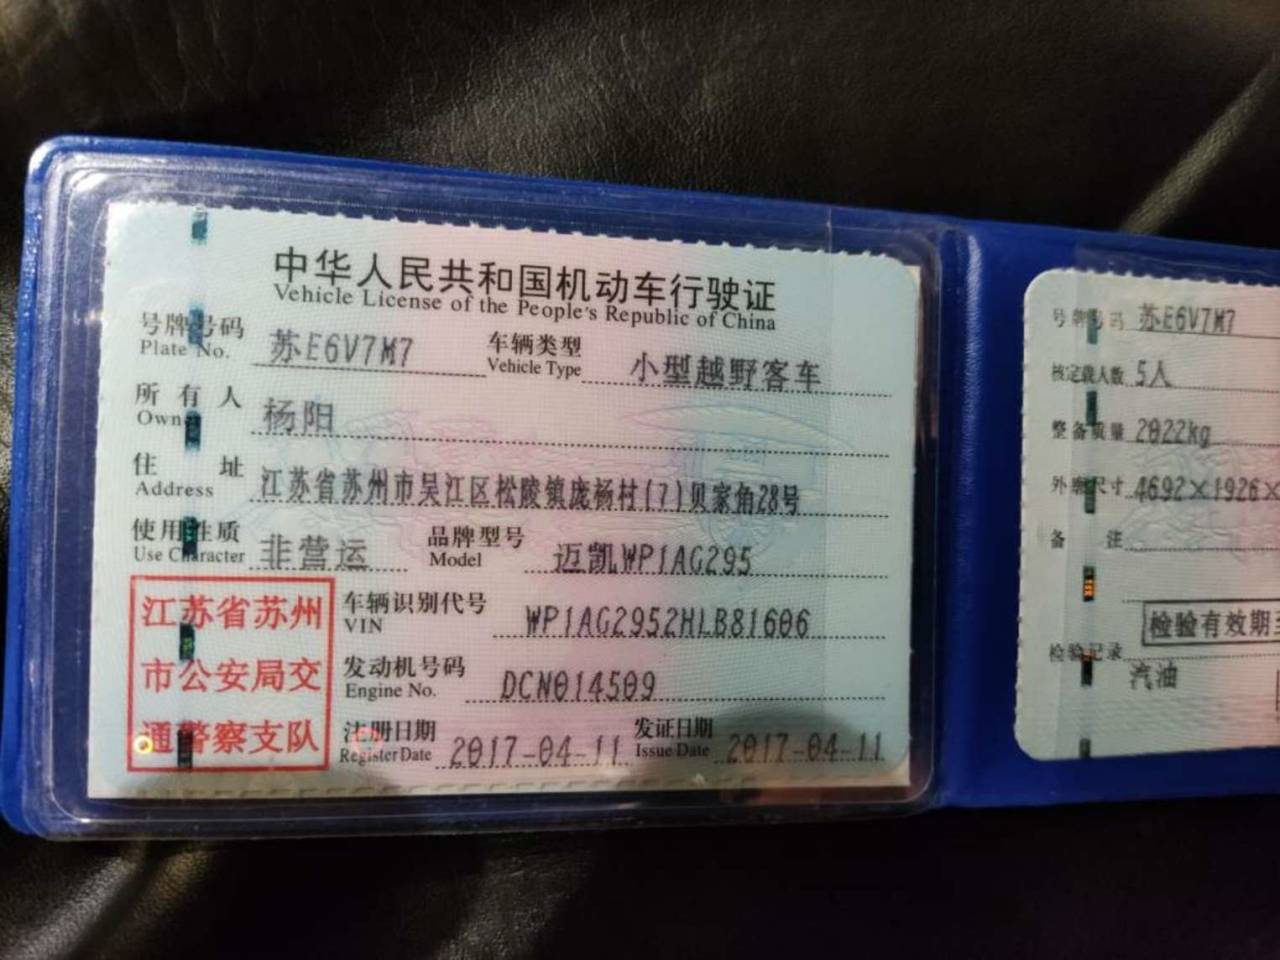 中华人民共和国机动车行驶证
Vehicle License of the People's Republic of China
号牌号码 苏E6V7M7 车辆类型 小型越野客车
Plate No. Vehicle Type
所有人 杨阳
Owner
住址 江苏省苏州市吴江区松陵镇庞杨村(7)贝家角28号
Address
使用性质 非营运 品牌型号 迈凯WP1AG295
Use Character Model
江苏省苏州
市公安局交
通警察支队
车辆识别代号 WP1AG2952HLB81606
VIN
发动机号码 DCN014509
Engine No.
注册日期 2017-04-11 发证日期 2017-04-11
Register Date Issue Date
号牌号码 苏E6V7M7
核定载人数 5人
整备质量 2022kg
外廓尺寸 4692×1926×
备注
检验有效期至
检验记录
汽油